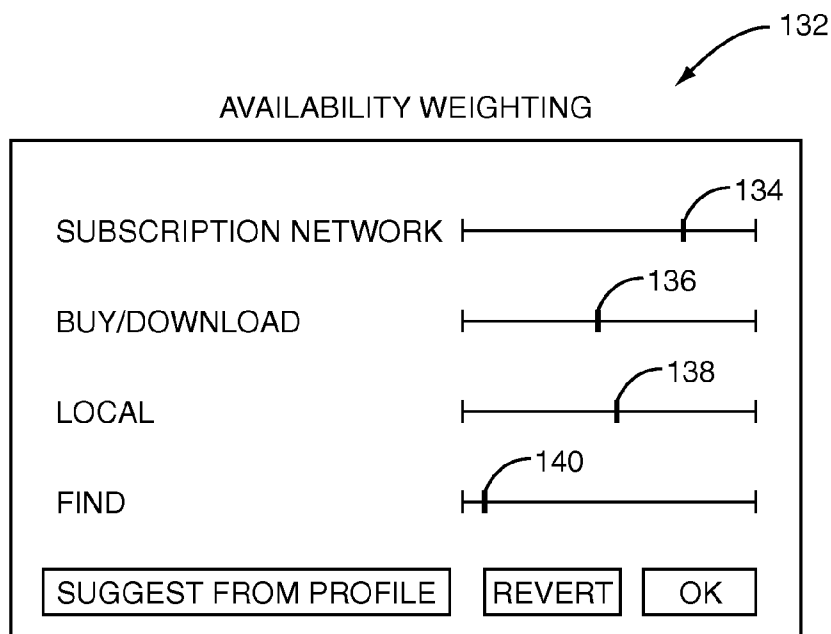 132
AVAILABILITY WEIGHTING
134
SUBSCRIPTION NETWORK
136
BUY/DOWNLOAD
138
LOCAL
140
FIND
SUGGEST FROM PROFILE REVERT OK